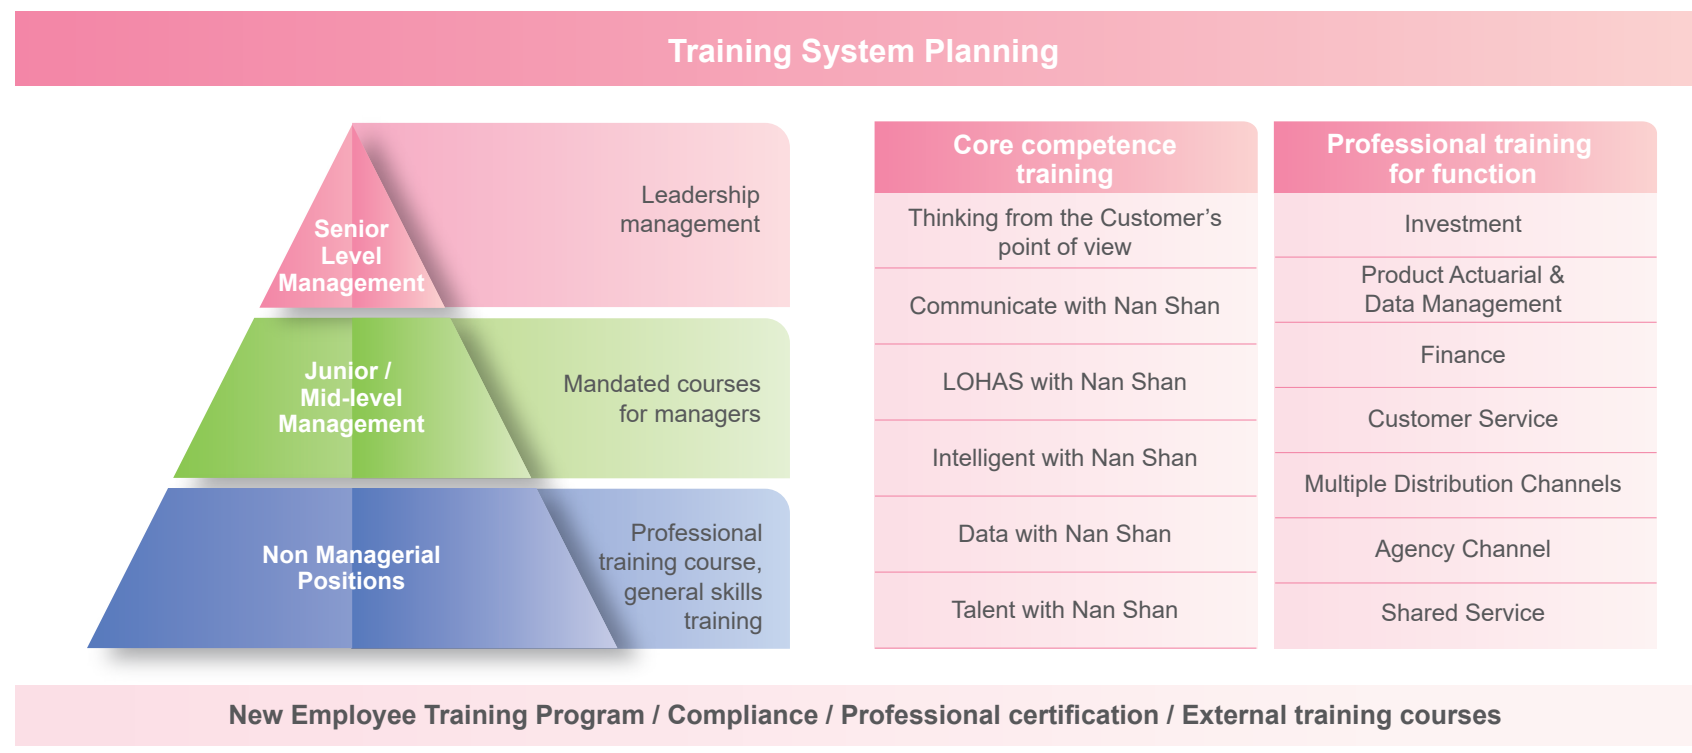 Training System Planning
Senior
Level
Management
Leadership
management
Junior /
Mid-level
Management
Mandated courses
for managers
Non Managerial
Positions
Professional
training course,
general skills
training
Core competence
training
Thinking from the Customer’s
point of view
Communicate with Nan Shan
LOHAS with Nan Shan
Intelligent with Nan Shan
Data with Nan Shan
Talent with Nan Shan
Professional training
for function
Investment
Product Actuarial &
Data Management
Finance
Customer Service
Multiple Distribution Channels
Agency Channel
Shared Service
New Employee Training Program / Compliance / Professional certification / External training courses